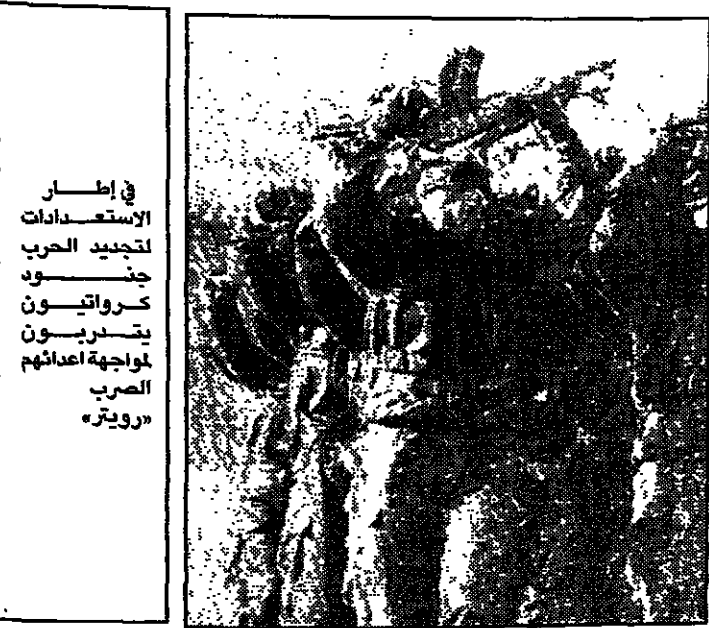 في إطار
الاستعدادات
لتجديد الحرب
جنود
كرواتيون
يتدربون
لمواجهة اعدائهم
الصرب
«رويتر»